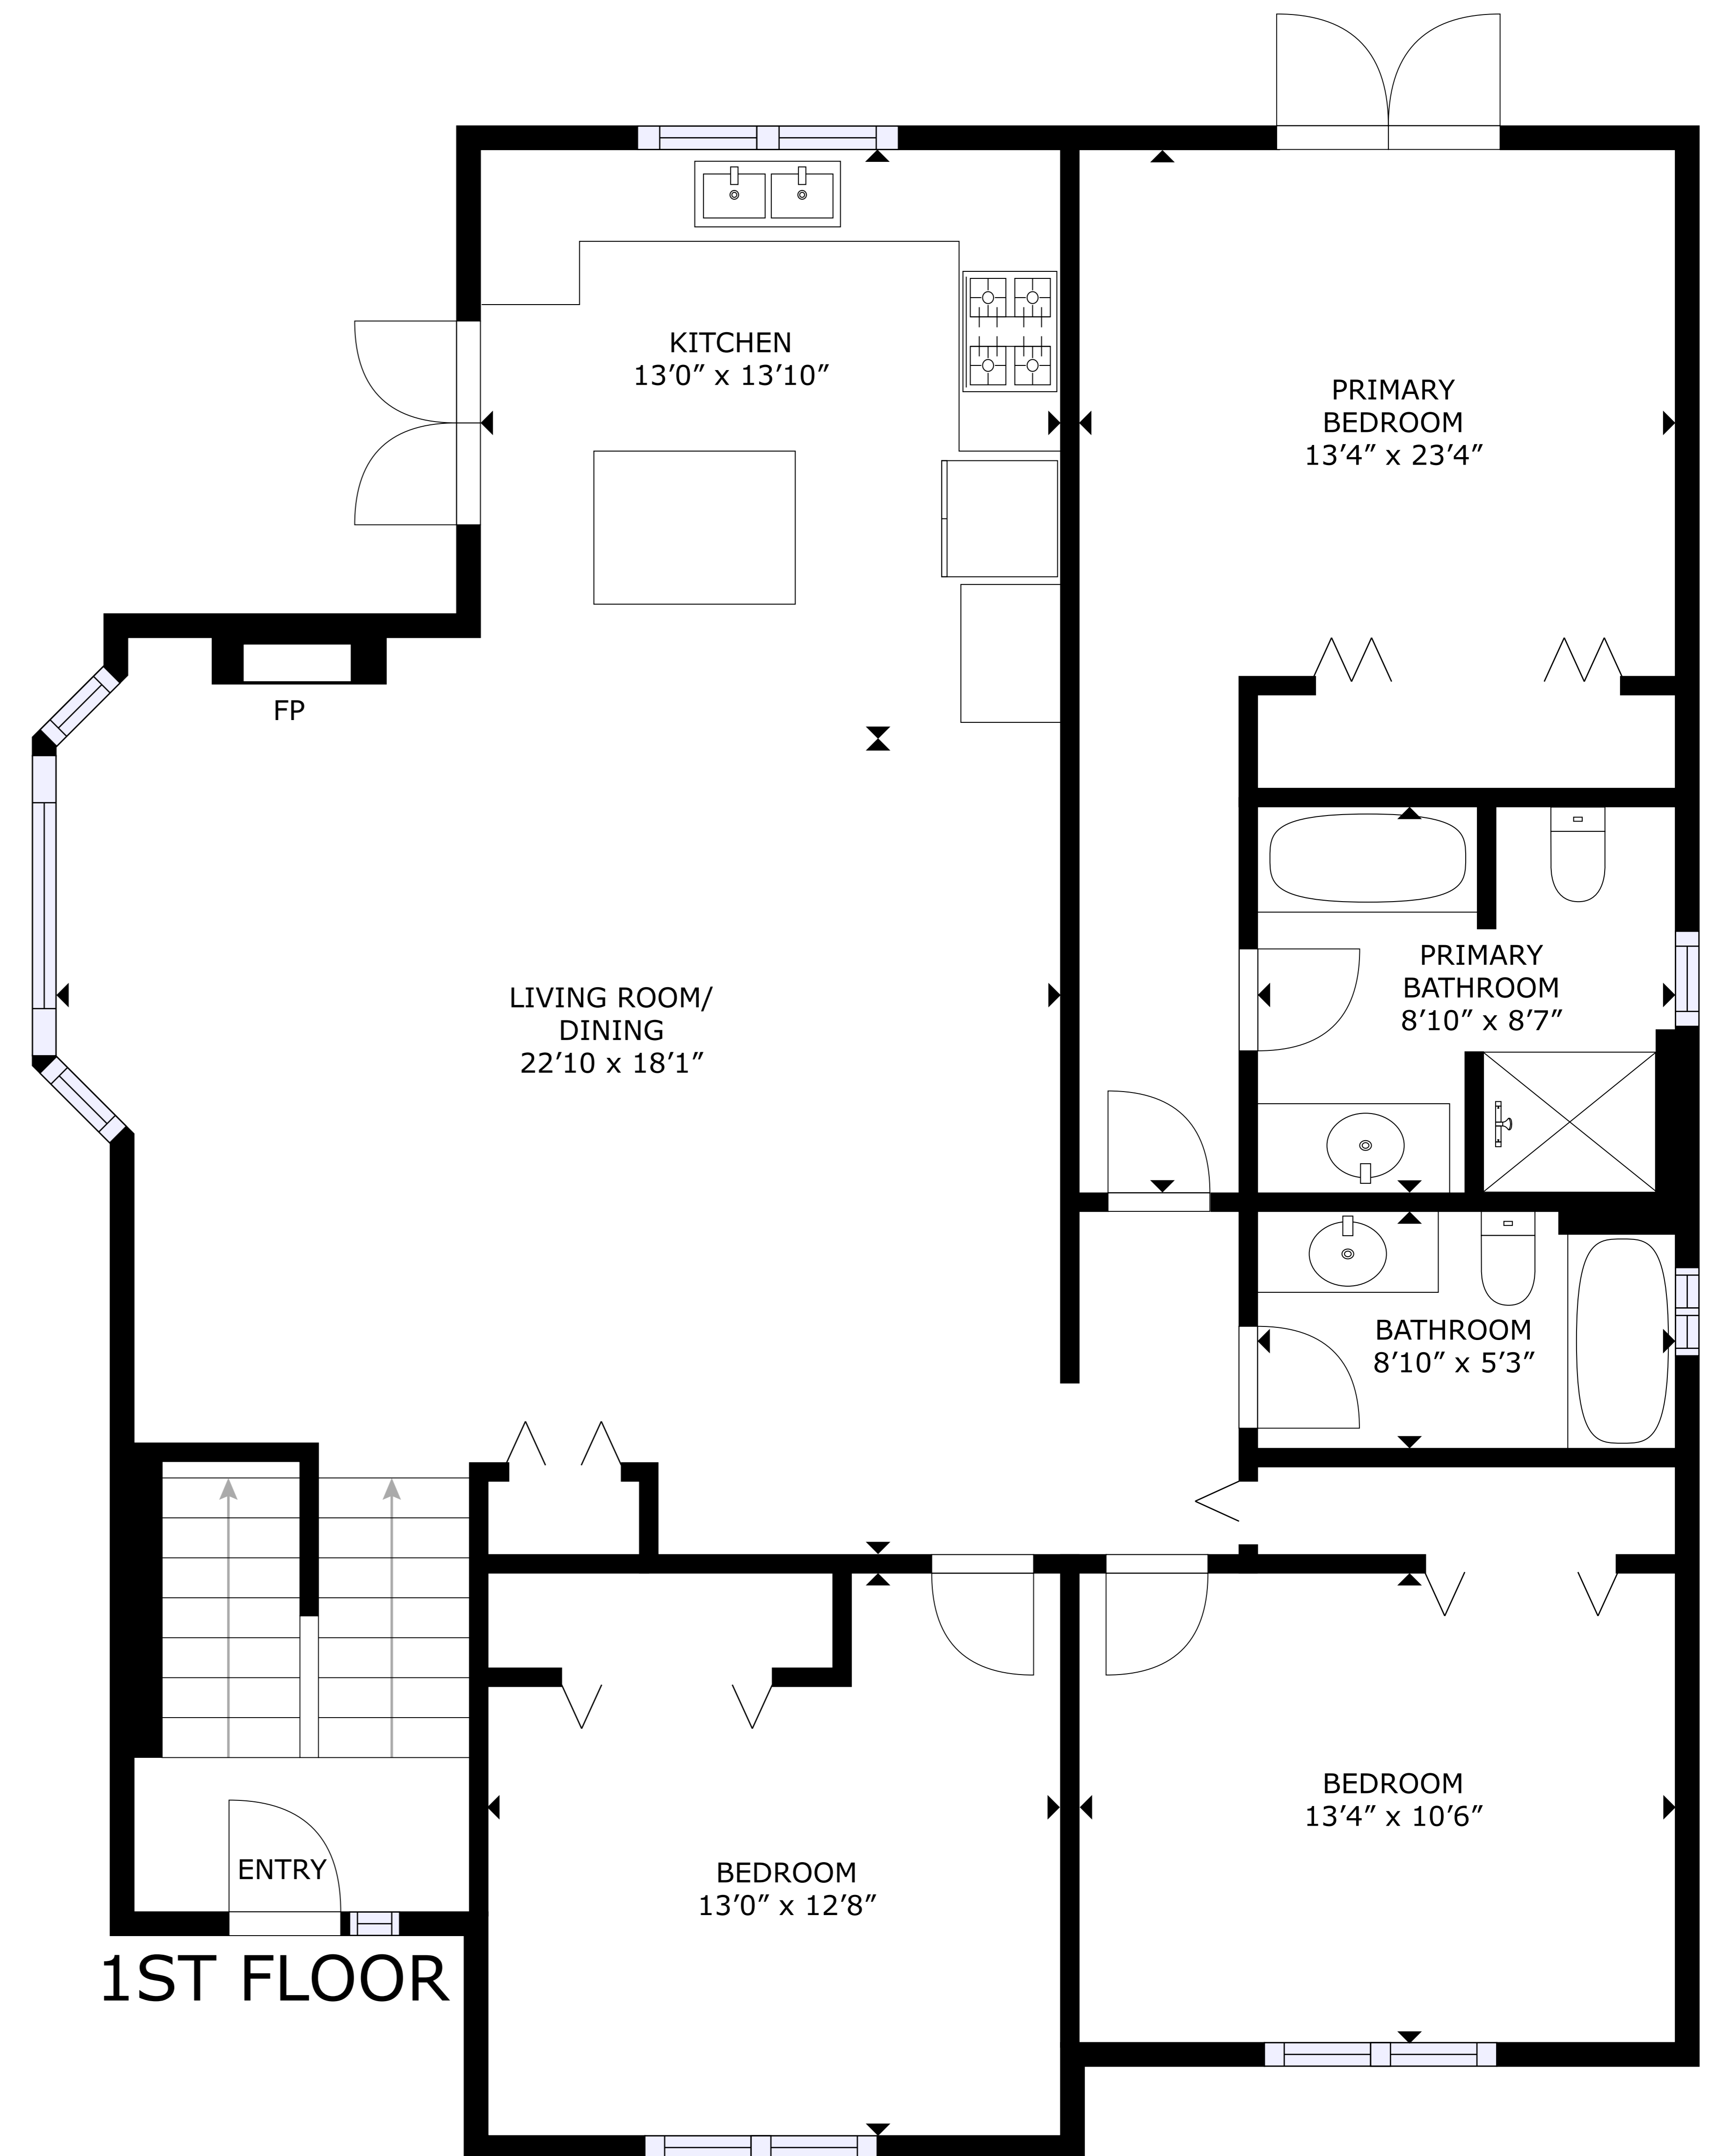 KITCHEN
13’0” x 13’10”
PRIMARY
BEDROOM
13’4” x 23’4”
FP
LIVING ROOM/
DINING
22’10 x 18’1”
PRIMARY
BATHROOM
8’10” x 8’7”
BATHROOM
8’10” x 5’3”
BEDROOM
13’4” x 10’6”
ENTRY
BEDROOM
13’0” x 12’8”
1ST FLOOR